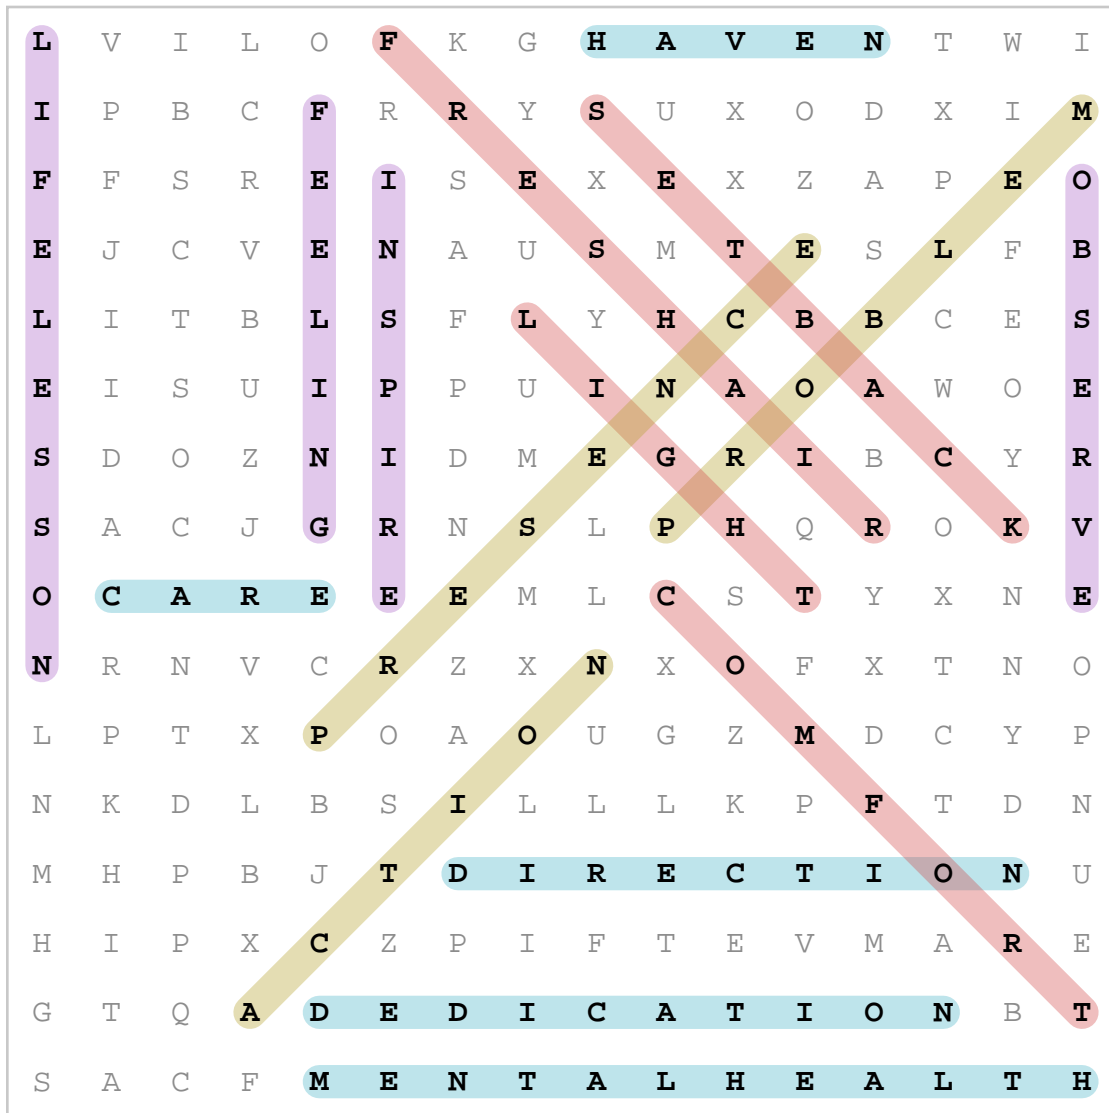 L V I L O F K G H A V E N T W I
I P B C F R R Y S U X O D X I M
F F S R E I S E X E X Z A P E O
E J C V E N A U S M T E S L F B
L I T B L S F L Y H C B B C E S
E I S U I P P U I N A O A W O E
S D O Z N I D M E G R I B C Y R
S A C J G R N S L P H Q R O K V
O C A R E E E M L C S T Y X N E
N R N V C R Z X N X O F X T N O
L P T X P O A O U G Z M D C Y P
N K D L B S I L L L K P F T D N
M H P B J T D I R E C T I O N U
H I P X C Z P I F T E V M A R E
G T Q A D E D I C A T I O N B T
S A C F M E N T A L H E A L T H